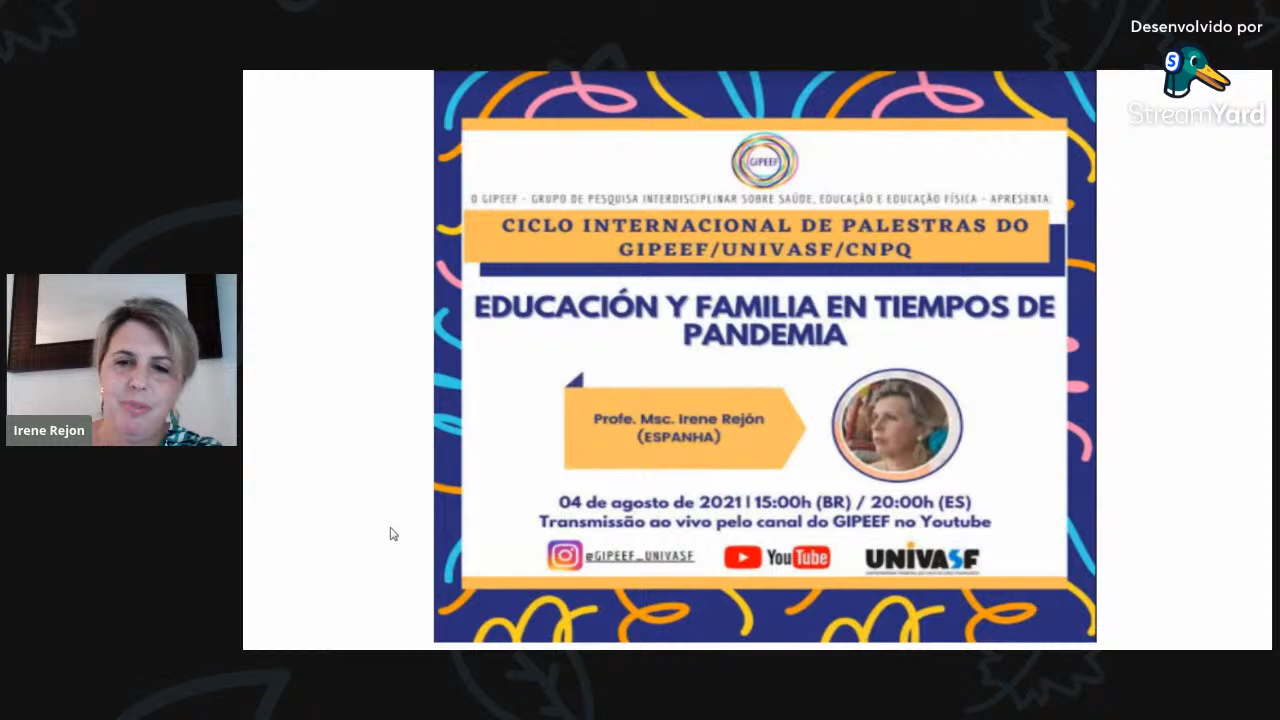 Desenvolvido por
S
StreamYard
GIPEEF
O GIPEEF - GRUPO DE PESQUISA INTERDISCIPLINAR SOBRE SAÚDE, EDUCAÇÃO E EDUCAÇÃO FÍSICA - APRESENTA:
CICLO INTERNACIONAL DE PALESTRAS DO
GIPEEF/UNIVASF/CNPQ
EDUCACIÓN Y FAMILIA EN TIEMPOS DE
PANDEMIA
Profe. Msc. Irene Rejón
(ESPANHA)
Irene Rejon
04 de agosto de 2021 | 15:00h (BR) / 20:00h (ES)
Transmissão ao vivo pelo canal do GIPEEF no Youtube
@GIPEEF_UNIVASF
YouTube
UNIVASF